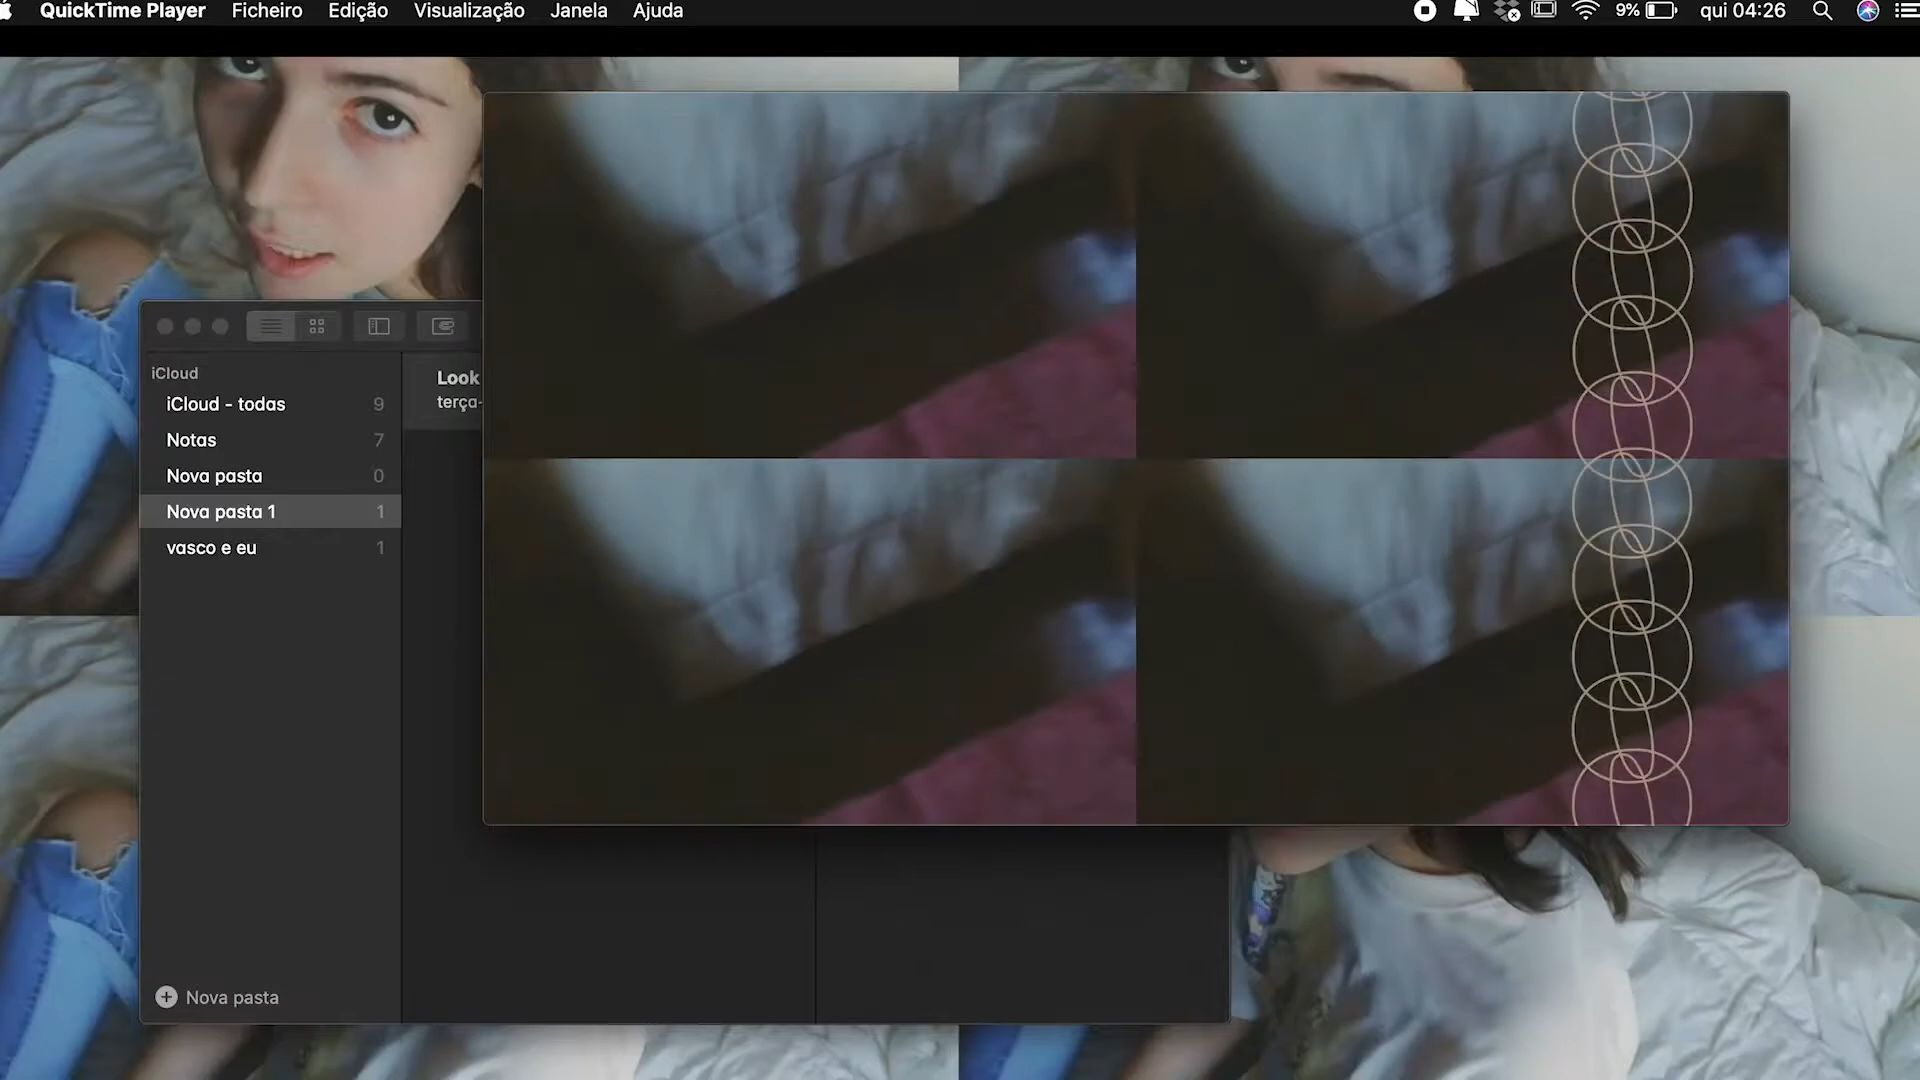 QuickTime Player Ficheiro Edição Visualização Janela Ajuda 9% qui 04:26
iCloud
iCloud - todas 9
Notas 7
Nova pasta 0
Nova pasta 1 1
vasco e eu 1
Nova pasta
Look
terça-